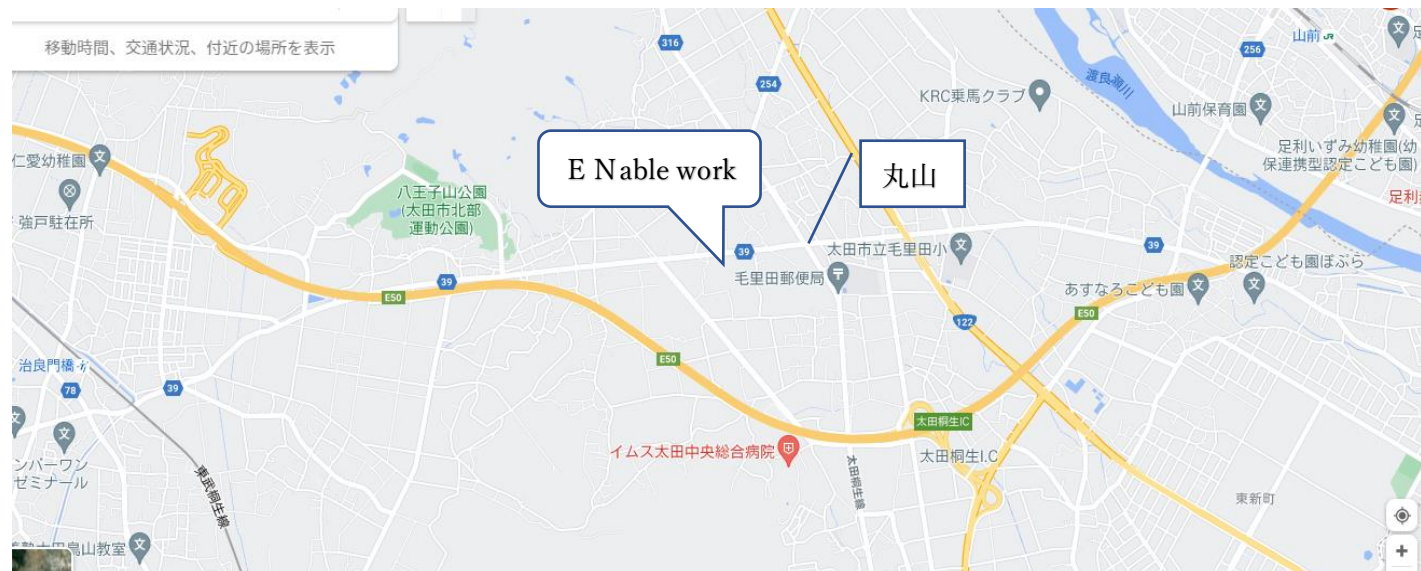 移動時間、交通状況、付近の場所を表示
316
山前
256
254
KRC乗馬クラブ
渡良瀬川
山前保育園
足利いずみ幼稚園(幼
保連携型認定こども園)
仁愛幼稚園
E Nable work
丸山
八王子山公園
(太田市北部
運動公園)
強戸駐在所
39
太田市立毛里田小
39
毛里田郵便局
認定こども園ぽぷら
39
あすなろこども園
E50
E50
122
E50
治良門橋
78
39
太田桐生IC
イムス太田中央総合病院
太田桐生I.C
ンバーワン
ゼミナール
東武桐生線
太田桐生線
東新町
太田鳥山教室